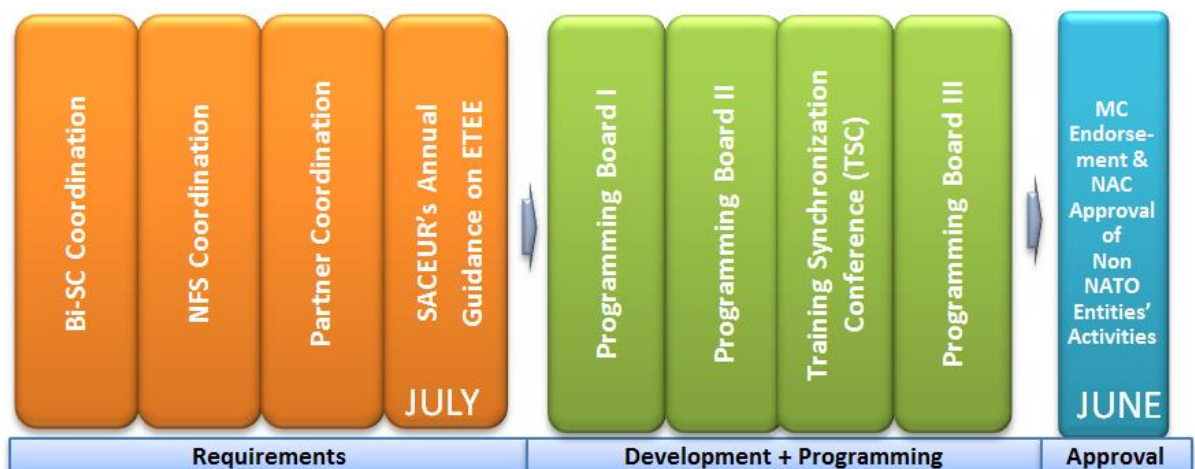 Bi-SC Coordination
NFS Coordination
Partner Coordination
SACEUR's Annual
Guidance on ETEE
JULY
Programming Board I
Programming Board II
Training Synchronization
Conference (TSC)
Programming Board III
MC
Endorse-
ment &
NAC
Approval
of
Non
NATO
Entities'
Activities
JUNE
Requirements
Development + Programming
Approval